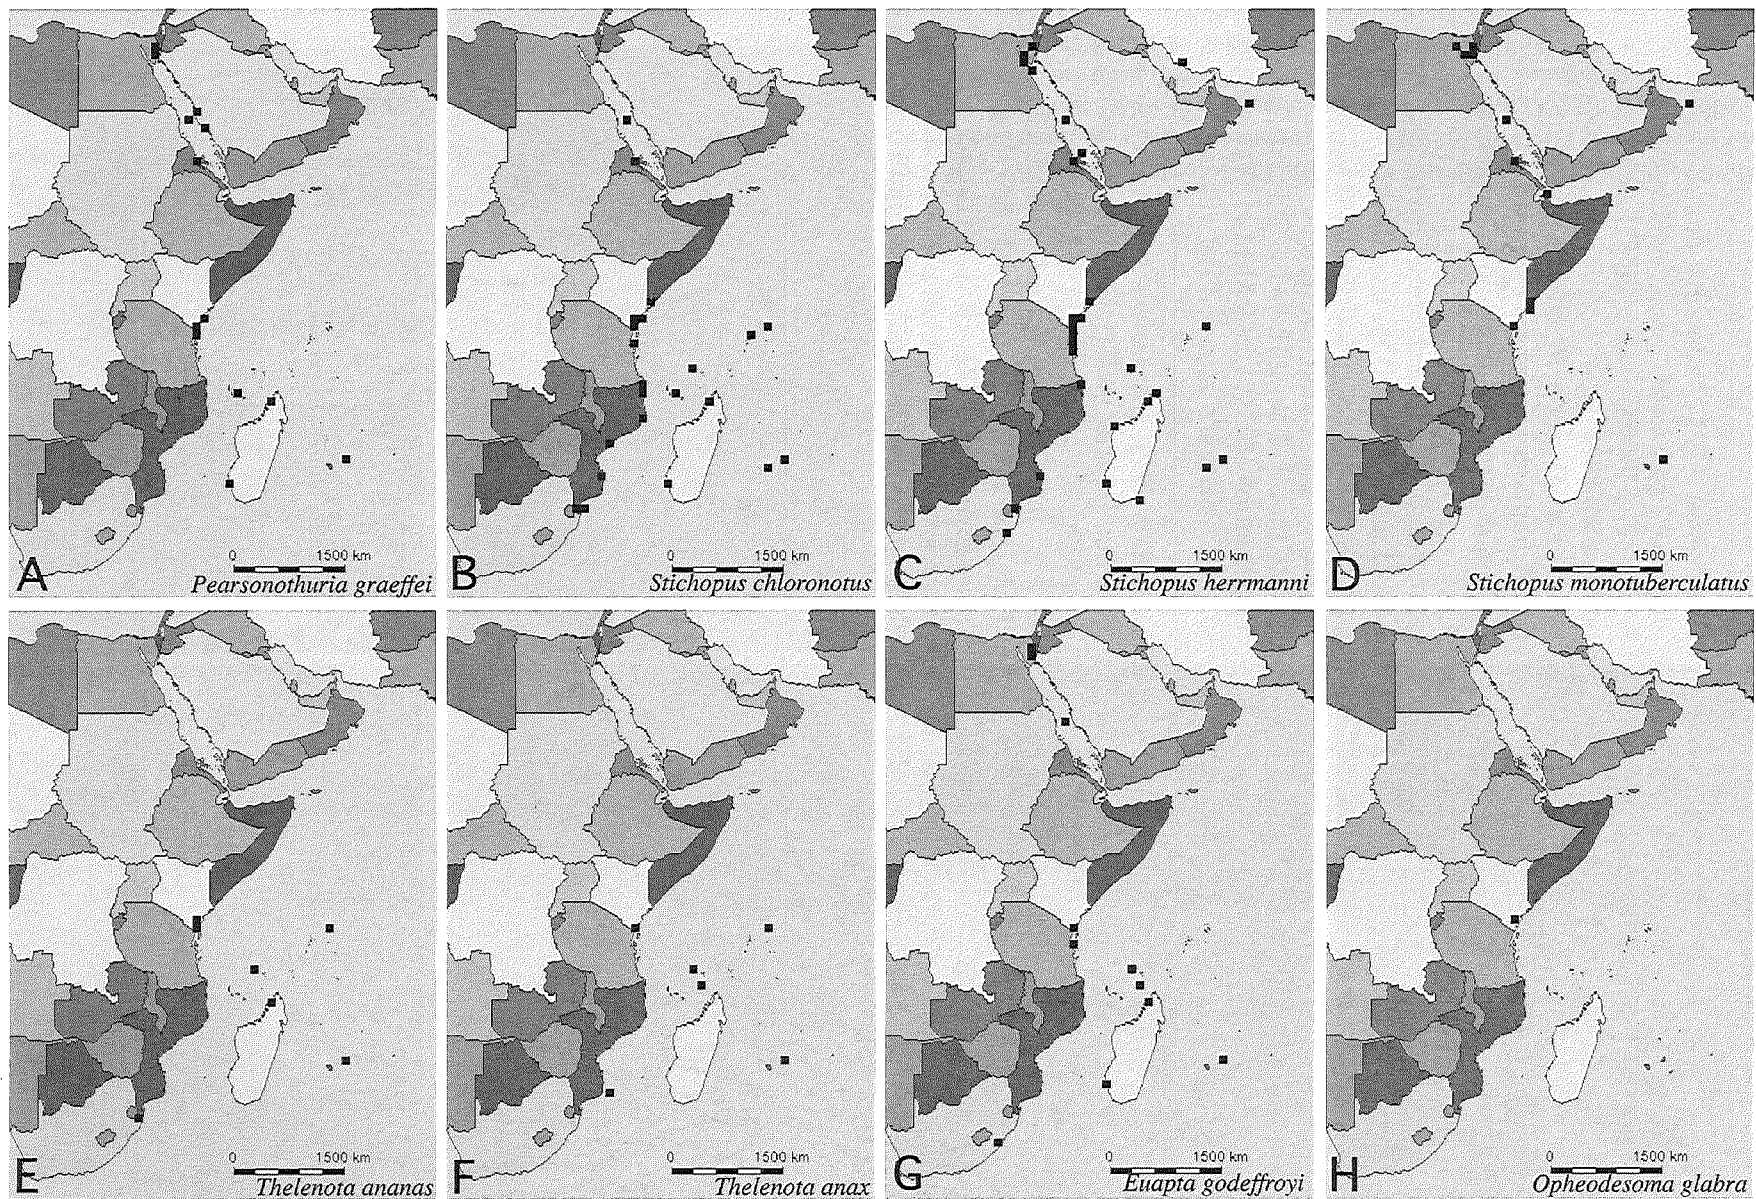 0 1500 km
A Pearsonothuria graeffei
0 1500 km
B Stichopus chloronotus
0 1500 km
C Stichopus herrmanni
0 1500 km
D Stichopus monotuberculatus
0 1500 km
E Thelenota ananas
0 1500 km
F Thelenota anax
0 1500 km
G Euapta godeffroyi
0 1500 km
H Opheodesoma glabra